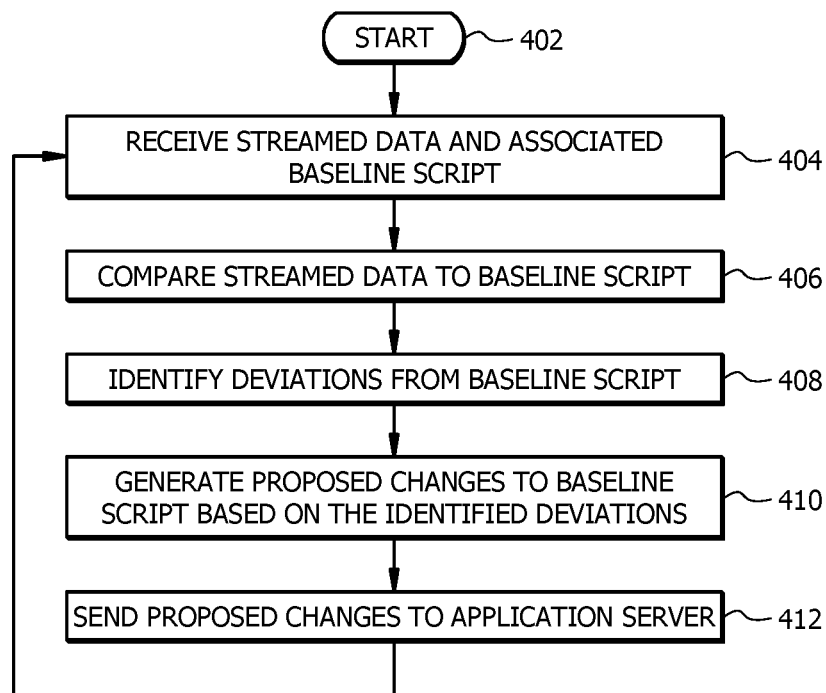 START
402
RECEIVE STREAMED DATA AND ASSOCIATED
BASELINE SCRIPT
404
COMPARE STREAMED DATA TO BASELINE SCRIPT
406
IDENTIFY DEVIATIONS FROM BASELINE SCRIPT
408
GENERATE PROPOSED CHANGES TO BASELINE
SCRIPT BASED ON THE IDENTIFIED DEVIATIONS
410
SEND PROPOSED CHANGES TO APPLICATION SERVER
412